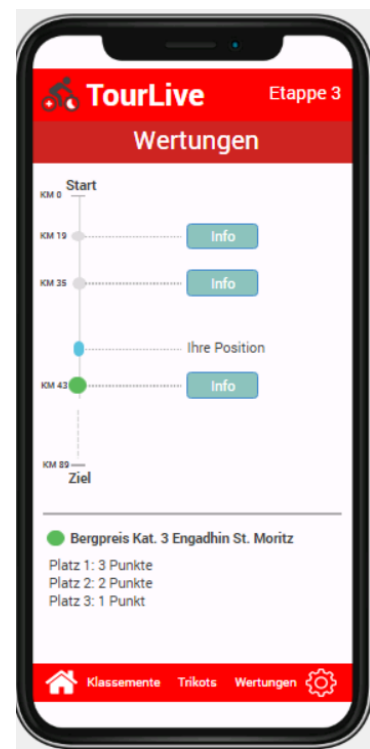 TourLive
Etappe 3
Wertungen
Start
KM 0
KM 19
Info
KM 35
Info
Ihre Position
KM 43
Info
KM 89
Ziel
Bergpreis Kat. 3 Engadhin St. Moritz
Platz 1: 3 Punkte
Platz 2: 2 Punkte
Platz 3: 1 Punkt
Klassemente Trikots Wertungen